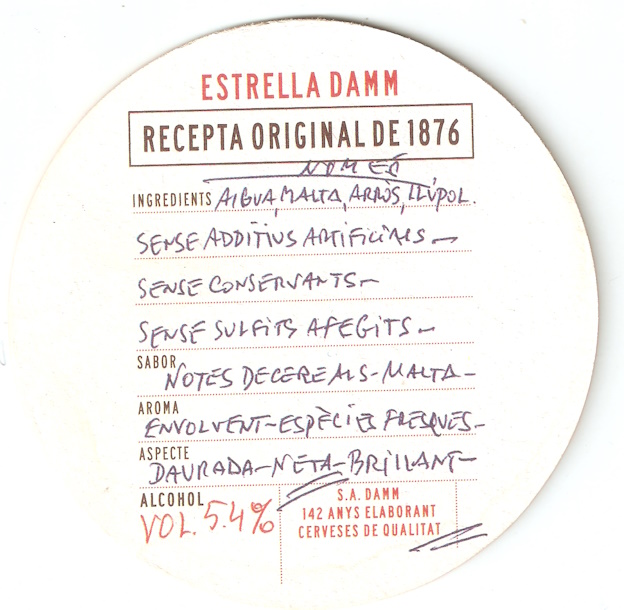 ESTRELLA DAMM
RECEPTA ORIGINAL DE 1876
NOMÉS
INGREDIENTS AIGUA, MALTA, ARRÒS, LLÚPOL.
SENSE ADDITIUS ARTIFICIALS –
SENSE CONSERVANTS –
SENSE SULFITS AFEGITS –
SABOR
NOTES DE CEREALS – MALTA –
AROMA
ENVOLVENT – ESPÈCIES FRESQUES –
ASPECTE
DAURADA – NETA – BRILLANT –
ALCOHOL
VOL. 5.4%
S.A. DAMM
142 ANYS ELABORANT
CERVESES DE QUALITAT